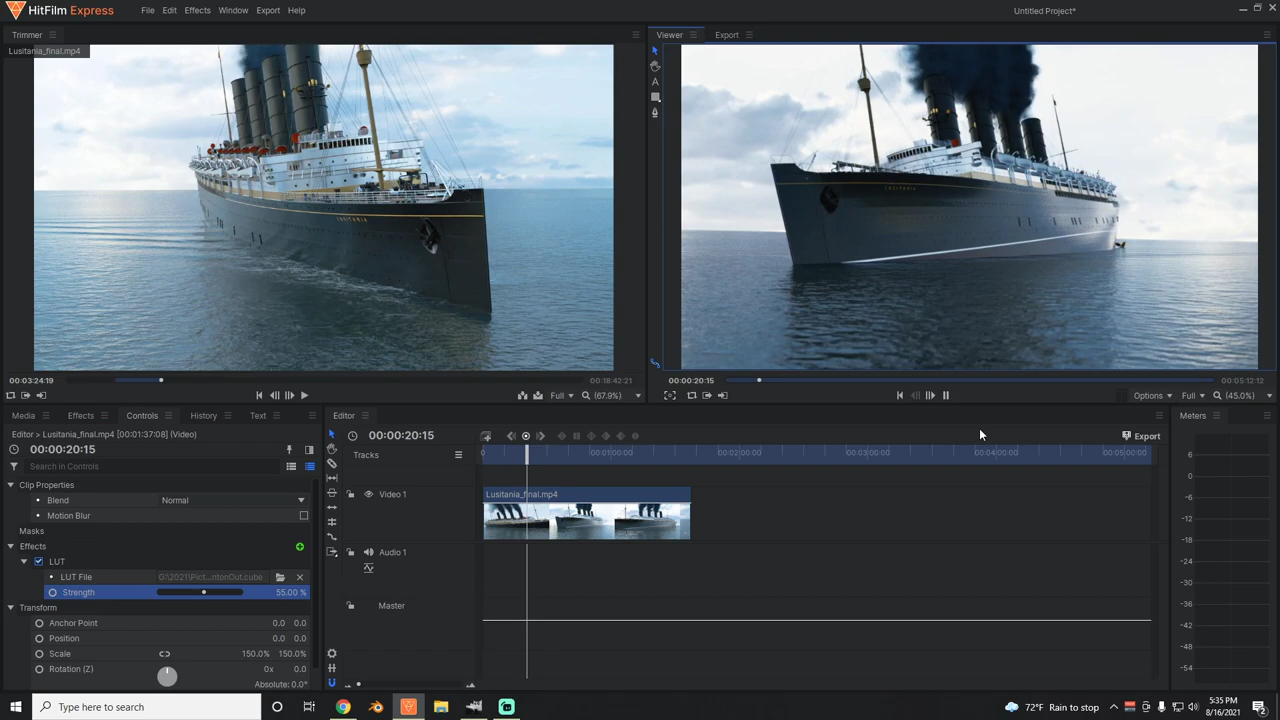 HitFilm Express
File Edit Effects Window Export Help
Untitled Project*
Trimmer
Viewer
Export
Lusitania_final.mp4
LUSITANIA
00:03:24:19
00:18:42:21
Full
(67.9%)
00:00:20:15
00:05:12:12
Options
Full
(45.0%)
Media
Effects
Controls
History
Text
Editor
Meters
Editor > Lusitania_final.mp4 [00:01:37:08] (Video)
00:00:20:15
Search in Controls
Clip Properties
Blend
Normal
Motion Blur
Masks
Effects
LUT
LUT File
G:\2021\Pict...ntonOut.cube
Strength
55.00 %
Transform
Anchor Point
0.0 0.0
Position
0.0 0.0
Scale
150.0% 150.0%
Rotation (Z)
0x 0.0
Absolute: 0.0°
00:00:20:15
Export
Tracks
0
00:01:00:00
00:02:00:00
00:03:00:00
00:04:00:00
00:05:00:00
Video 1
Lusitania_final.mp4
Audio 1
Master
6
0
-6
-12
-18
-24
-30
-36
-42
-48
-54
Type here to search
72°F Rain to stop
5:35 PM
8/16/2021
2